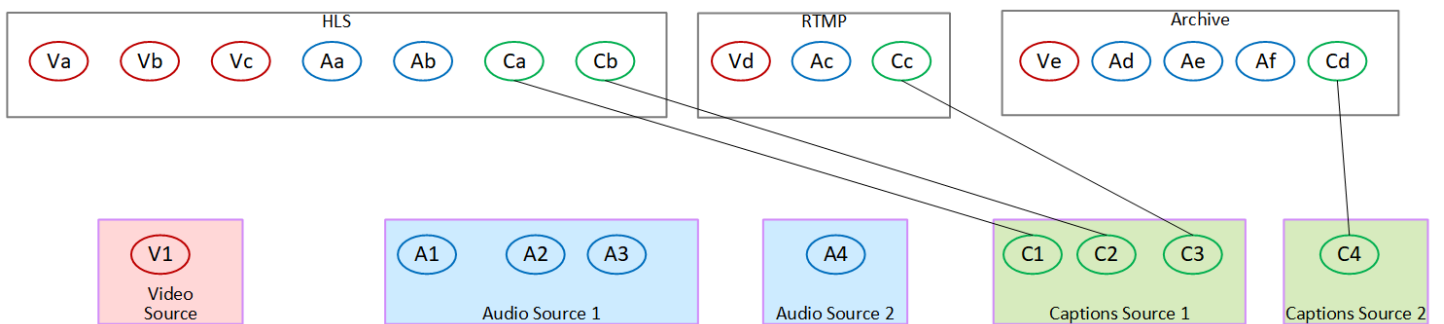 HLS
Va Vb Vc Aa Ab Ca Cb
RTMP
Vd Ac Cc
Archive
Ve Ad Ae Af Cd
V1
Video
Source
A1 A2 A3
Audio Source 1
A4
Audio Source 2
C1 C2 C3
Captions Source 1
C4
Captions Source 2